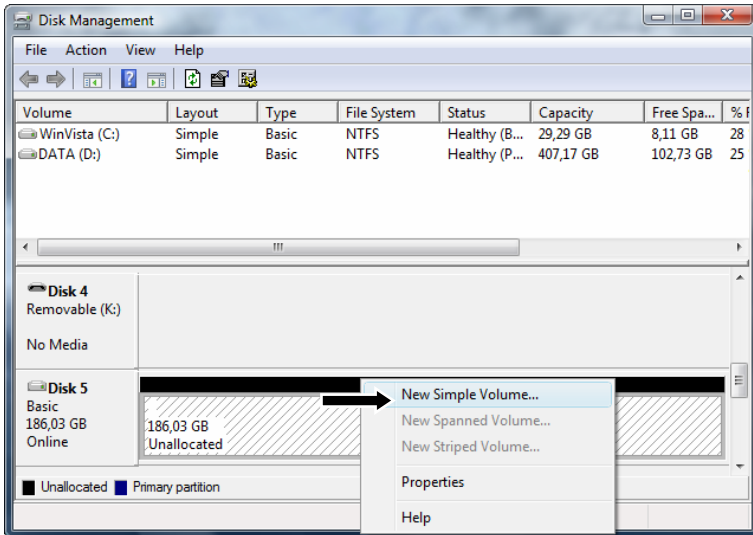 Disk Management
File Action View Help
Volume Layout Type File System Status Capacity Free Spa... % F
WinVista (C:) Simple Basic NTFS Healthy (B... 29,29 GB 8,11 GB 28
DATA (D:) Simple Basic NTFS Healthy (P... 407,17 GB 102,73 GB 25
Disk 4
Removable (K:)
No Media
Disk 5
Basic
186,03 GB
Online
186,03 GB
Unallocated
New Simple Volume...
New Spanned Volume...
New Striped Volume...
Properties
Help
Unallocated Primary partition